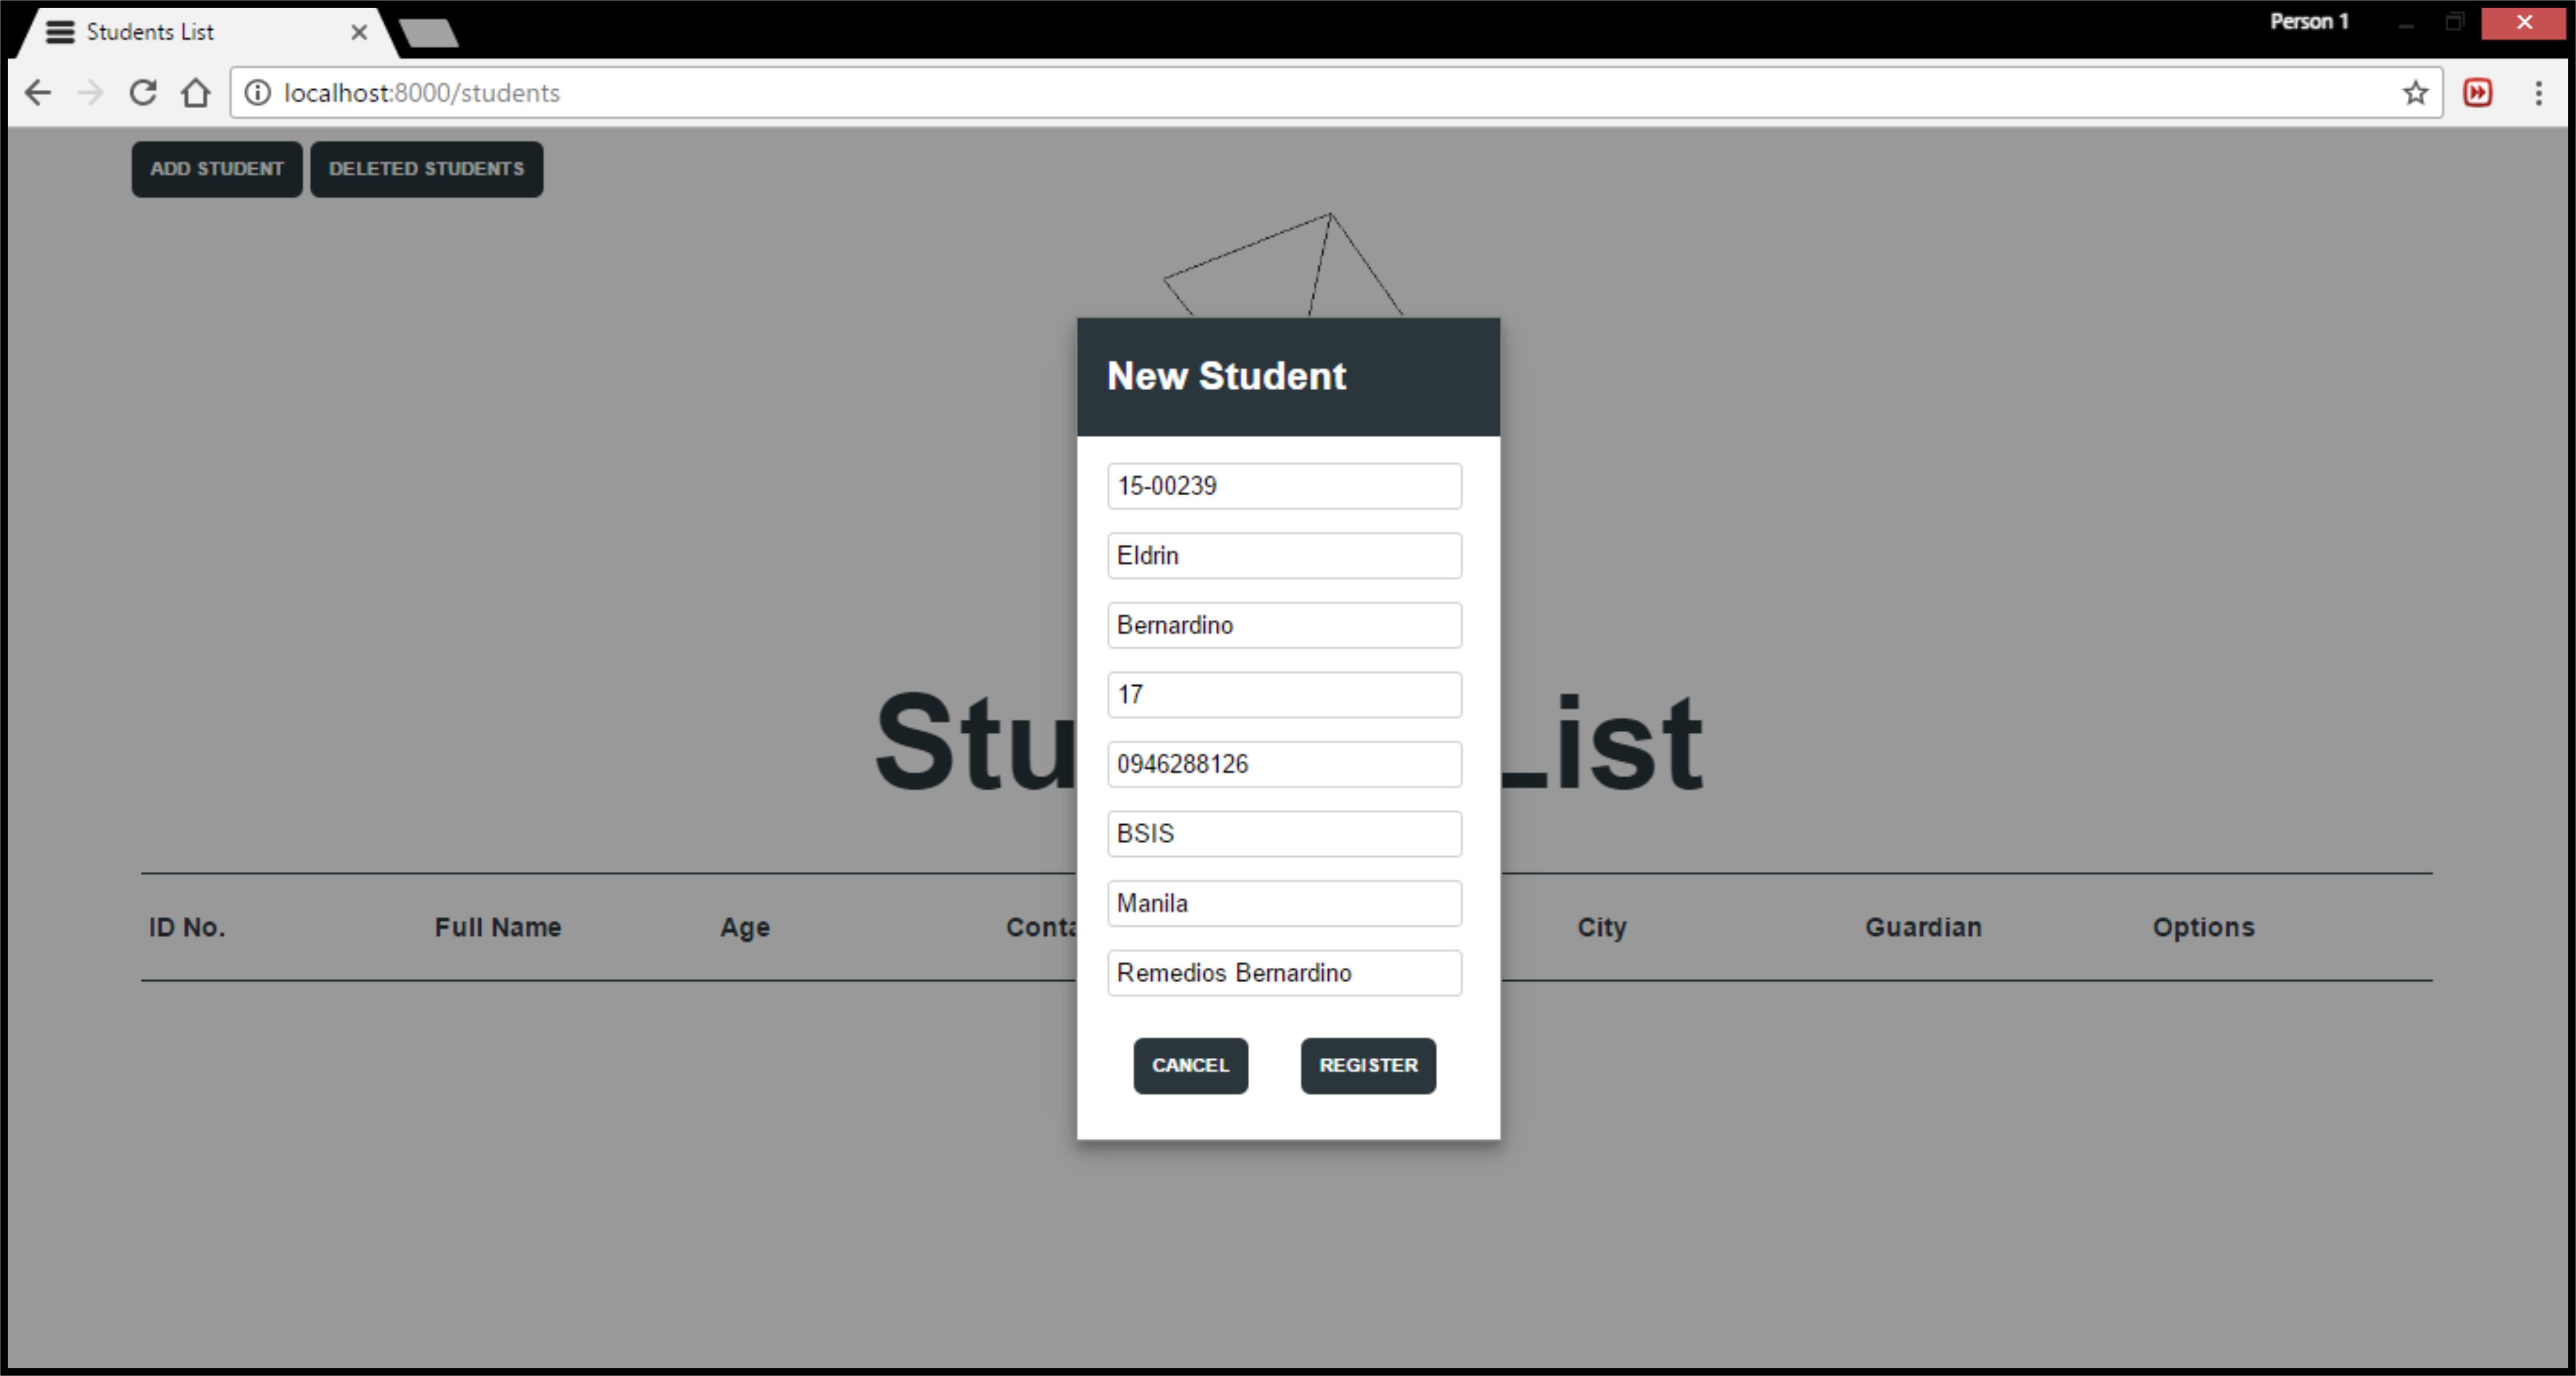 Students List
Person 1
localhost:8000/students
ADD STUDENT DELETED STUDENTS
New Student
15-00239
Eldrin
Bernardino
17
0946288126
BSIS
Manila
Remedios Bernardino
CANCEL REGISTER
Stu List
ID No. Full Name Age Conta City Guardian Options